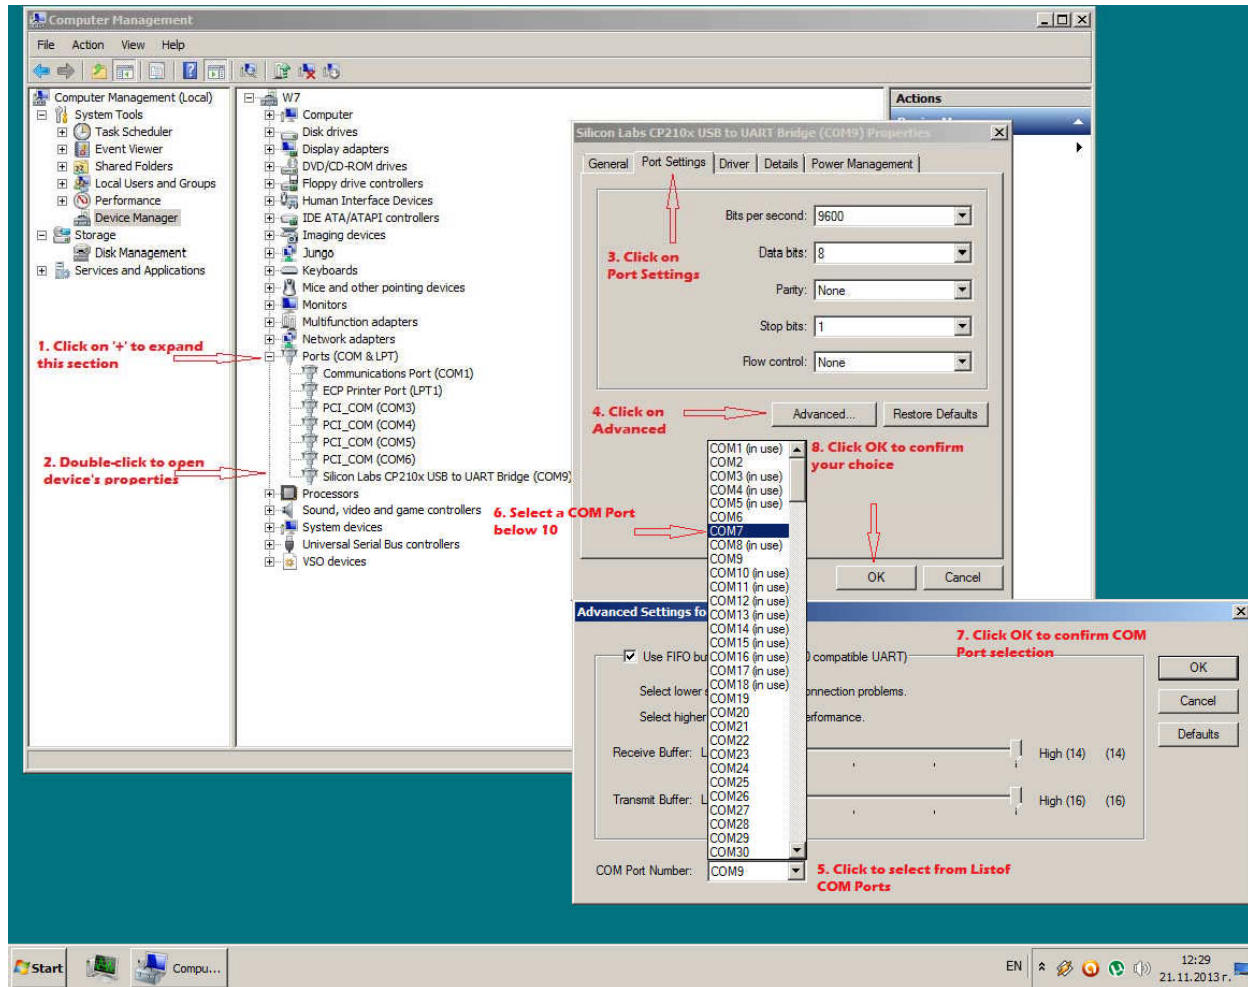 Computer Management
File Action View Help
Computer Management (Local)
System Tools
Task Scheduler
Event Viewer
Shared Folders
Local Users and Groups
Performance
Device Manager
Storage
Disk Management
Services and Applications
W7
Computer
Disk drives
Display adapters
DVD/CD-ROM drives
Floppy drive controllers
Human Interface Devices
IDE ATA/ATAPI controllers
Imaging devices
Jungo
Keyboards
Mice and other pointing devices
Monitors
Multifunction adapters
Network adapters
Ports (COM & LPT)
Communications Port (COM1)
ECP Printer Port (LPT1)
PCI_COM (COM3)
PCI_COM (COM4)
PCI_COM (COM5)
PCI_COM (COM6)
Silicon Labs CP210x USB to UART Bridge (COM9)
Processors
Sound, video and game controllers
System devices
Universal Serial Bus controllers
VSO devices
1. Click on '+' to expand
this section
2. Double-click to open
device's properties
Actions
Silicon Labs CP210x USB to UART Bridge (COM9) Properties
General Port Settings Driver Details Power Management
Bits per second: 9600
Data bits: 8
Parity: None
Stop bits: 1
Flow control: None
3. Click on
Port Settings
Advanced... Restore Defaults
4. Click on
Advanced
8. Click OK to confirm
your choice
6. Select a COM Port
below 10
OK Cancel
COM1 (in use)
COM2
COM3 (in use)
COM4 (in use)
COM5 (in use)
COM6
COM7
COM8 (in use)
COM9
COM10 (in use)
COM11 (in use)
COM12 (in use)
COM13 (in use)
COM14 (in use)
COM15 (in use)
COM16 (in use)
COM17 (in use)
COM18 (in use)
COM19
COM20
COM21
COM22
COM23
COM24
COM25
COM26
COM27
COM28
COM29
COM30
Advanced Settings fo
7. Click OK to confirm COM
Port selection
Use FIFO bu compatible UART)
Select lower problems.
Select higher
OK
Cancel
Defaults
Receive Buffer: L High (14) (14)
Transmit Buffer: L High (16) (16)
COM Port Number: COM9
5. Click to select from Listof
COM Ports
Start Compu... EN 12:29
21.11.2013 г.